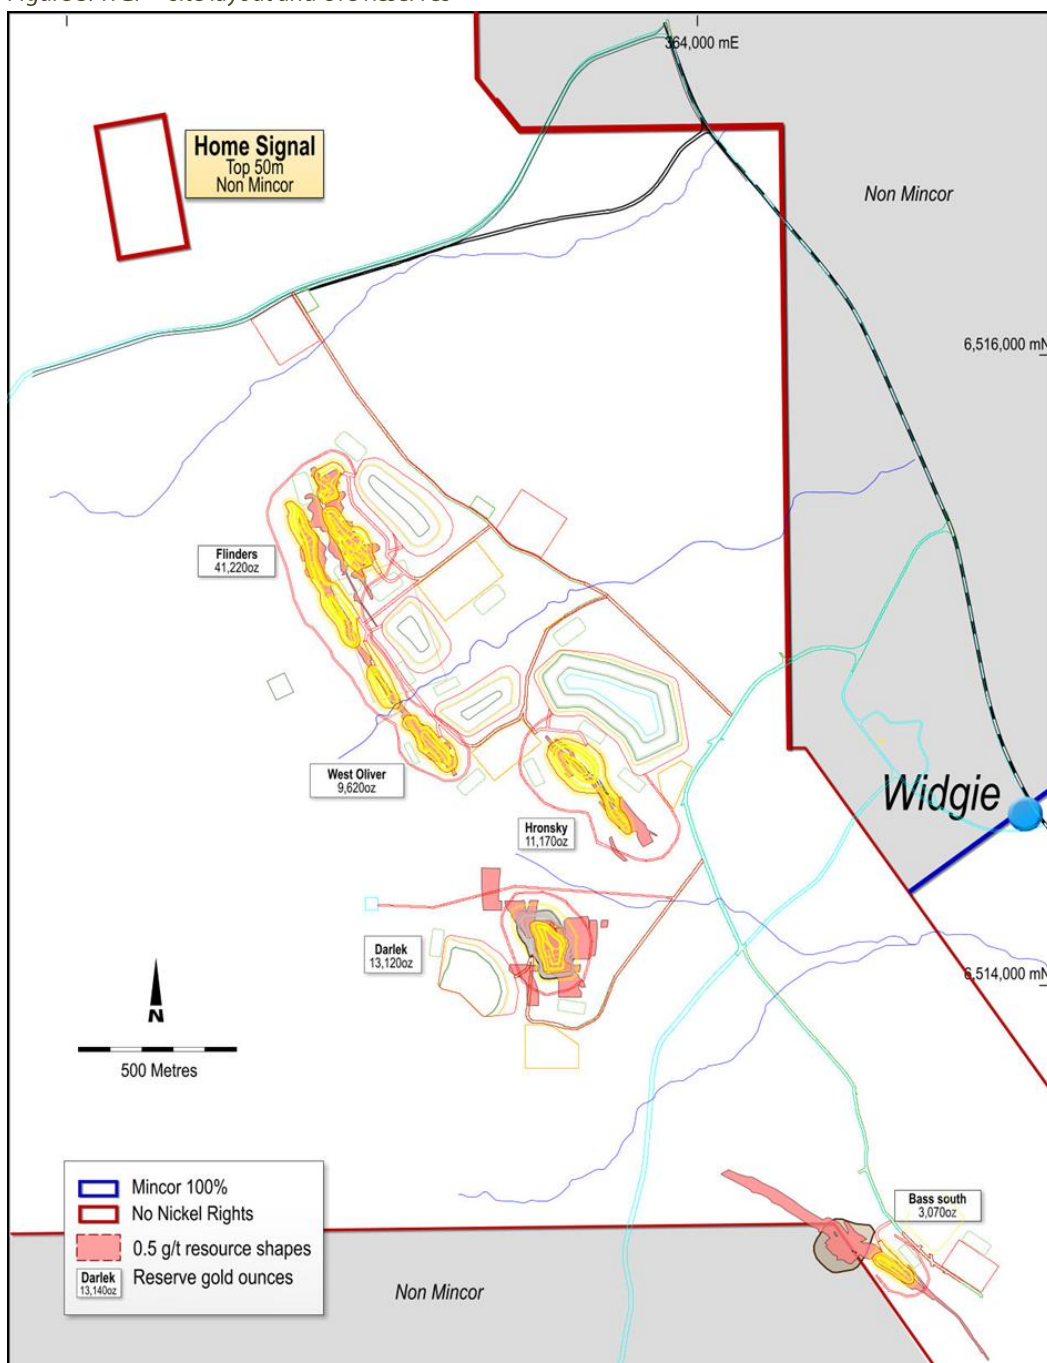 364,000 mE
Home Signal
Top 50m
Non Mincor
Non Mincor
6,516,000 mN
Flinders
41,220oz
West Oliver
9,620oz
Widgie
Hronsky
11,170oz
Darlek
13,120oz
6,514,000 mN
N
500 Metres
Mincor 100%
No Nickel Rights
0.5 g/t resource shapes
Darlek
13,140oz
Reserve gold ounces
Bass south
3,070oz
Non Mincor